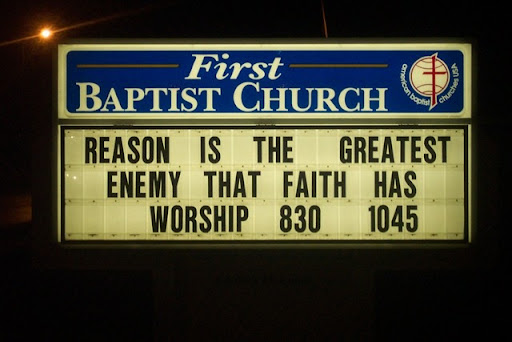 First
BAPTIST CHURCH
american baptist
churches USA
REASON IS THE GREATEST
ENEMY THAT FAITH HAS
WORSHIP 830 1045